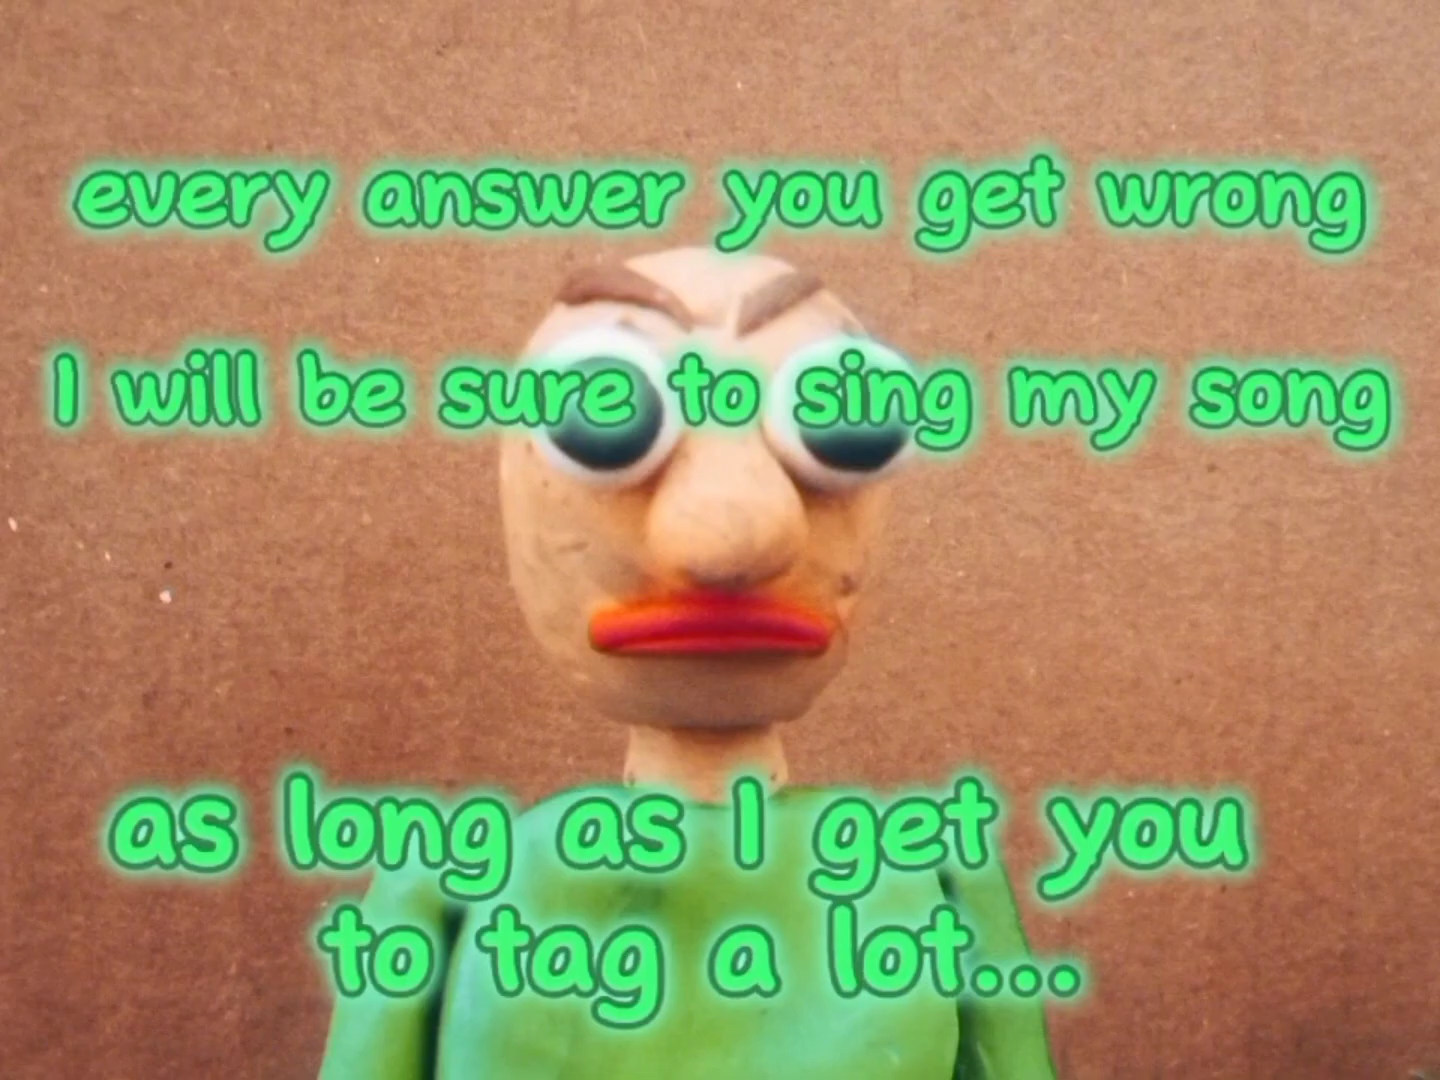 every answer you get wrong
I will be sure to sing my song
as long as I get you
to tag a lot...